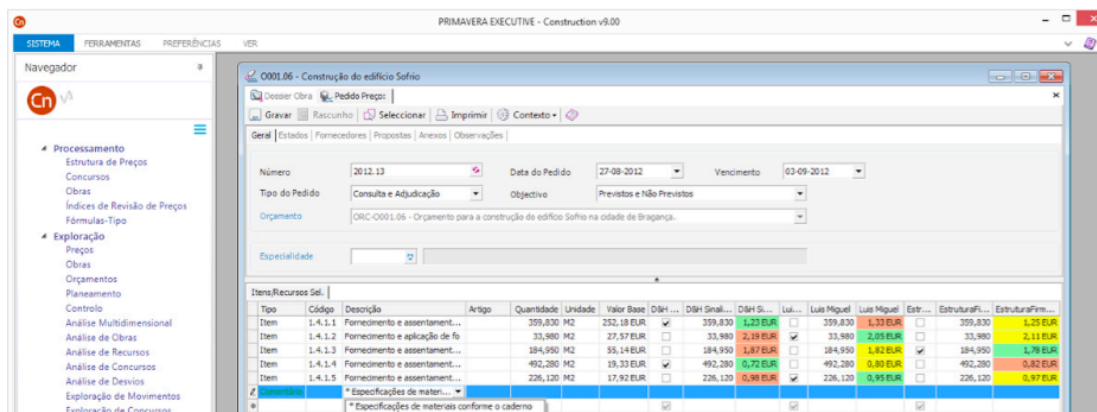 Cn
PRIMAVERA EXECUTIVE - Construction v9.00
SISTEMA FERRAMENTAS PREFERÊNCIAS VER
Navegador
Cn
Processamento
Estrutura de Preços
Concursos
Obras
Índices de Revisão de Preços
Fórmulas-Tipo
Exploração
Preços
Obras
Orçamentos
Planeamento
Controlo
Análise Multidimensional
Análise de Obras
Análise de Recursos
Análise de Concursos
Análise de Desvios
Exploração de Movimentos
Exploração de Concursos
O001.06 - Construção do edifício Sofrio
Dossier Obra Pedido Preço:
Gravar Rascunho Seleccionar Imprimir Contexto
Geral Estados Fornecedores Propostas Anexos Observações
Número 2012.13 Data do Pedido 27-08-2012 Vencimento 03-09-2012
Tipo do Pedido Consulta e Adjudicação Objectivo Previstos e Não Previstos
Orçamento ORC-O001.06 - Orçamento para a construção do edifício Sofrio na cidade de Bragança.
Especialidade
Itens/Recursos Sel.
Tipo Código Descrição Artigo Quantidade Unidade Valor Base D&H ... D&H Sinali... D&H Si... Lui... Luis Miguel Luis Miguel Estr... EstruturaFi... EstruturaFirm...
Item 1.4.1.1 Fornecimento e assentament... 359,830 M2 252,18 EUR 359,830 1,23 EUR 359,830 1,33 EUR 359,830 1,25 EUR
Item 1.4.1.2 Fornecimento e aplicação de fo 33,980 M2 27,57 EUR 33,980 2,19 EUR 33,980 2,05 EUR 33,980 2,11 EUR
Item 1.4.1.3 Fornecimento e assentament... 184,950 M2 55,14 EUR 184,950 1,87 EUR 184,950 1,82 EUR 184,950 1,78 EUR
Item 1.4.1.4 Fornecimento e assentament... 492,280 M2 19,33 EUR 492,280 0,72 EUR 492,280 0,80 EUR 492,280 0,82 EUR
Item 1.4.1.5 Fornecimento e assentament... 226,120 M2 17,92 EUR 226,120 0,98 EUR 226,120 0,95 EUR 226,120 0,97 EUR
Comentário * Especificações de materi...
* Especificações de materiais conforme o caderno